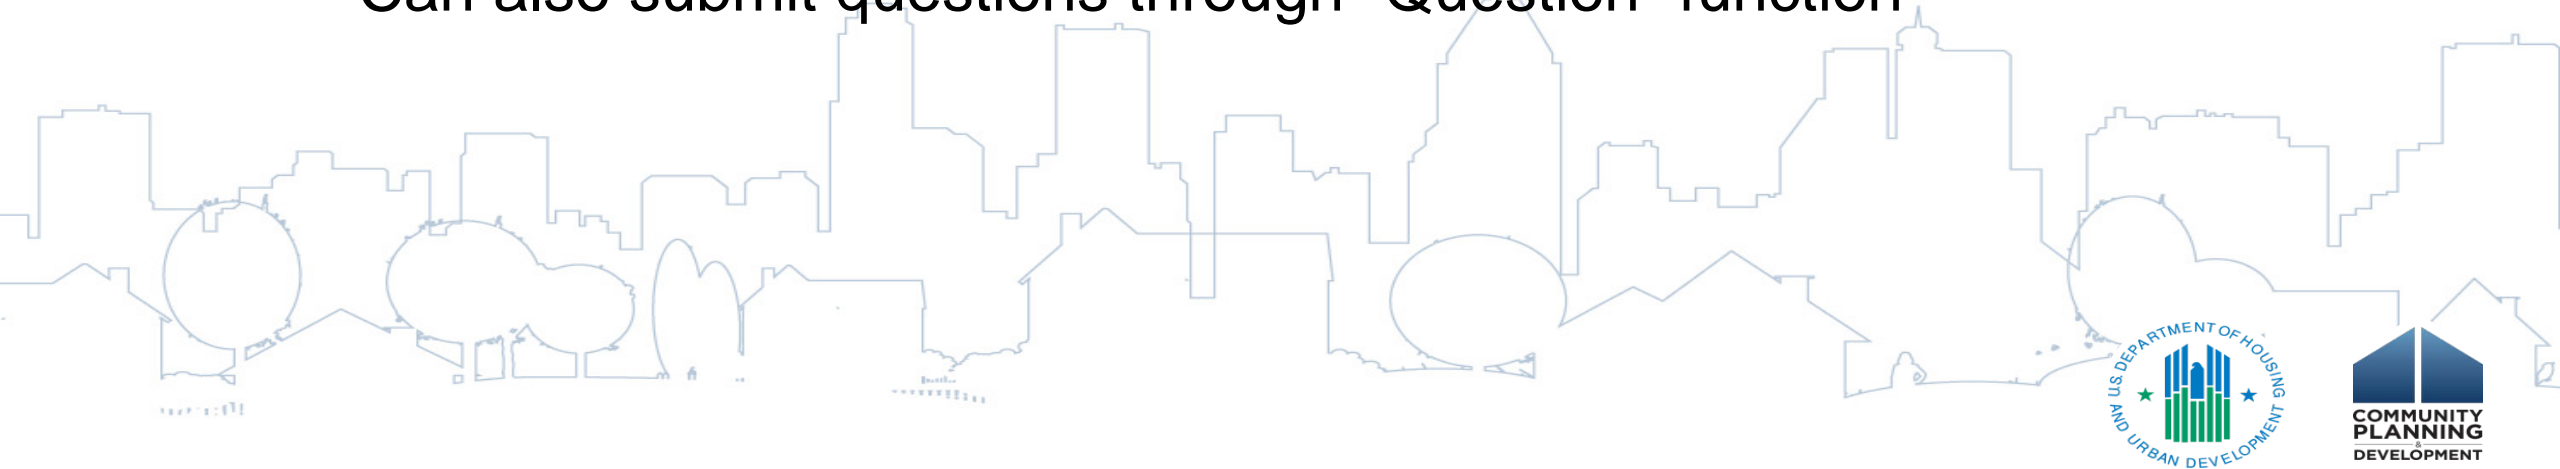 Can also submit questions through "Question" function
U.S. DEPARTMENT OF HOUSING
AND URBAN DEVELOPMENT
COMMUNITY
PLANNING
&
DEVELOPMENT